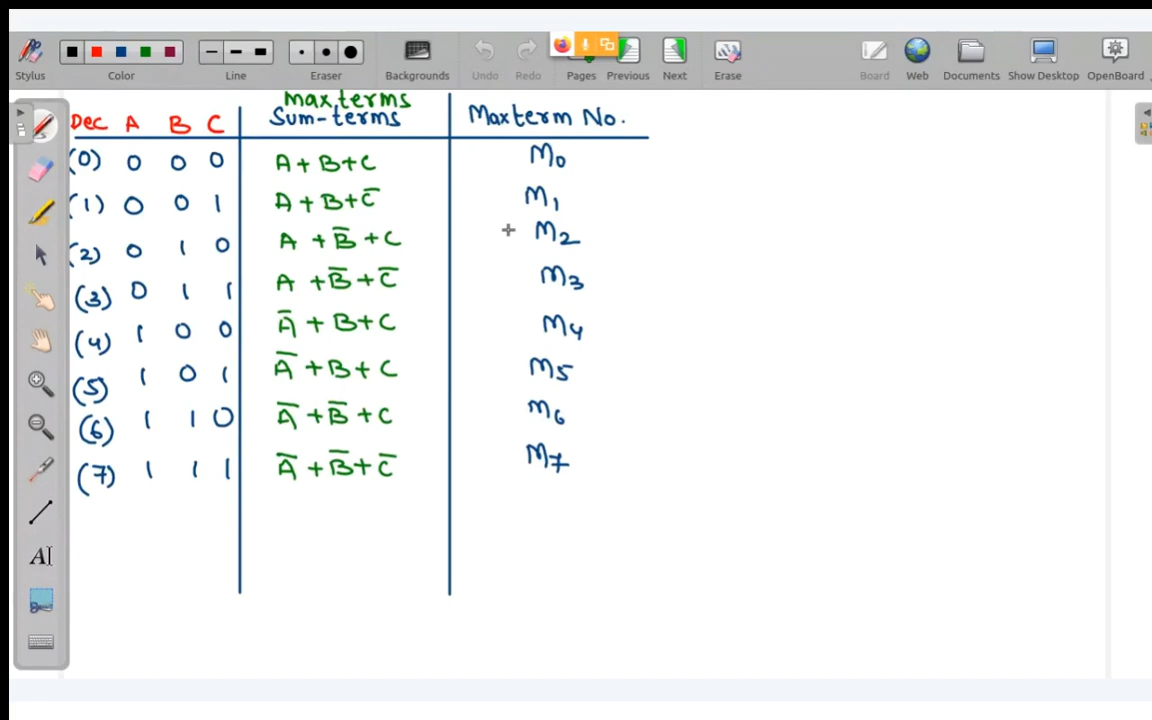 Stylus Color Line Eraser Backgrounds Undo Redo Pages Previous Next Erase Board Web Documents Show Desktop OpenBoard
Maxterms
Dec A B C Sum-terms Maxterm No.
(0) 0 0 0 A+B+C M0
(1) 0 0 1 A+B+C̅ M1
(2) 0 1 0 A+B̅+C M2
(3) 0 1 1 A+B̅+C̅ M3
(4) 1 0 0 A̅+B+C M4
(5) 1 0 1 A̅+B+C M5
(6) 1 1 0 A̅+B̅+C M6
(7) 1 1 1 A̅+B̅+C̅ M7
AI